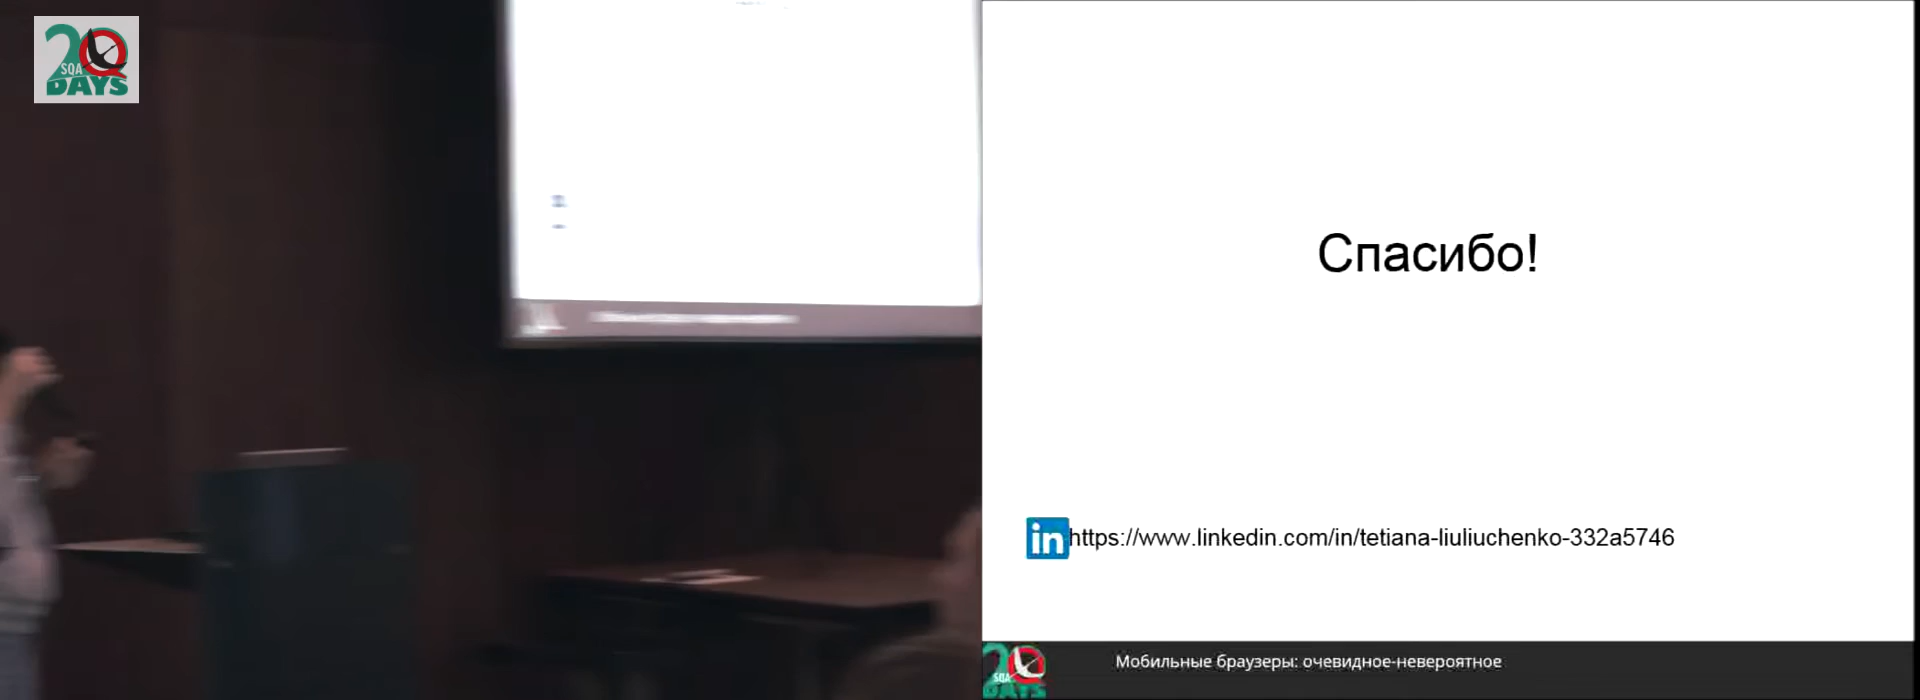 20
SQA
DAYS
Спасибо!
in
https://www.linkedin.com/in/tetiana-liuliuchenko-332a5746
20
SQA
DAYS
Мобильные браузеры: очевидное-невероятное